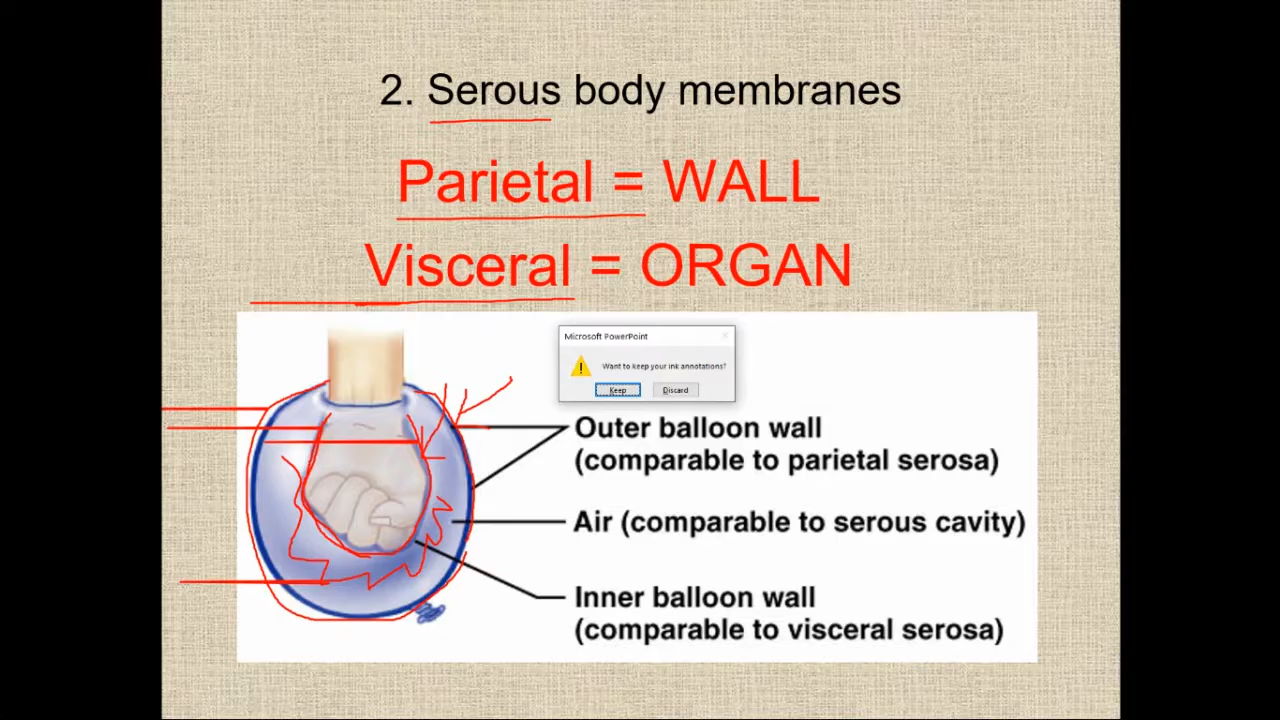 2. Serous body membranes
Parietal = WALL
Visceral = ORGAN
Microsoft PowerPoint
Want to keep your ink annotations?
Keep
Discard
Outer balloon wall
(comparable to parietal serosa)
Air (comparable to serous cavity)
Inner balloon wall
(comparable to visceral serosa)